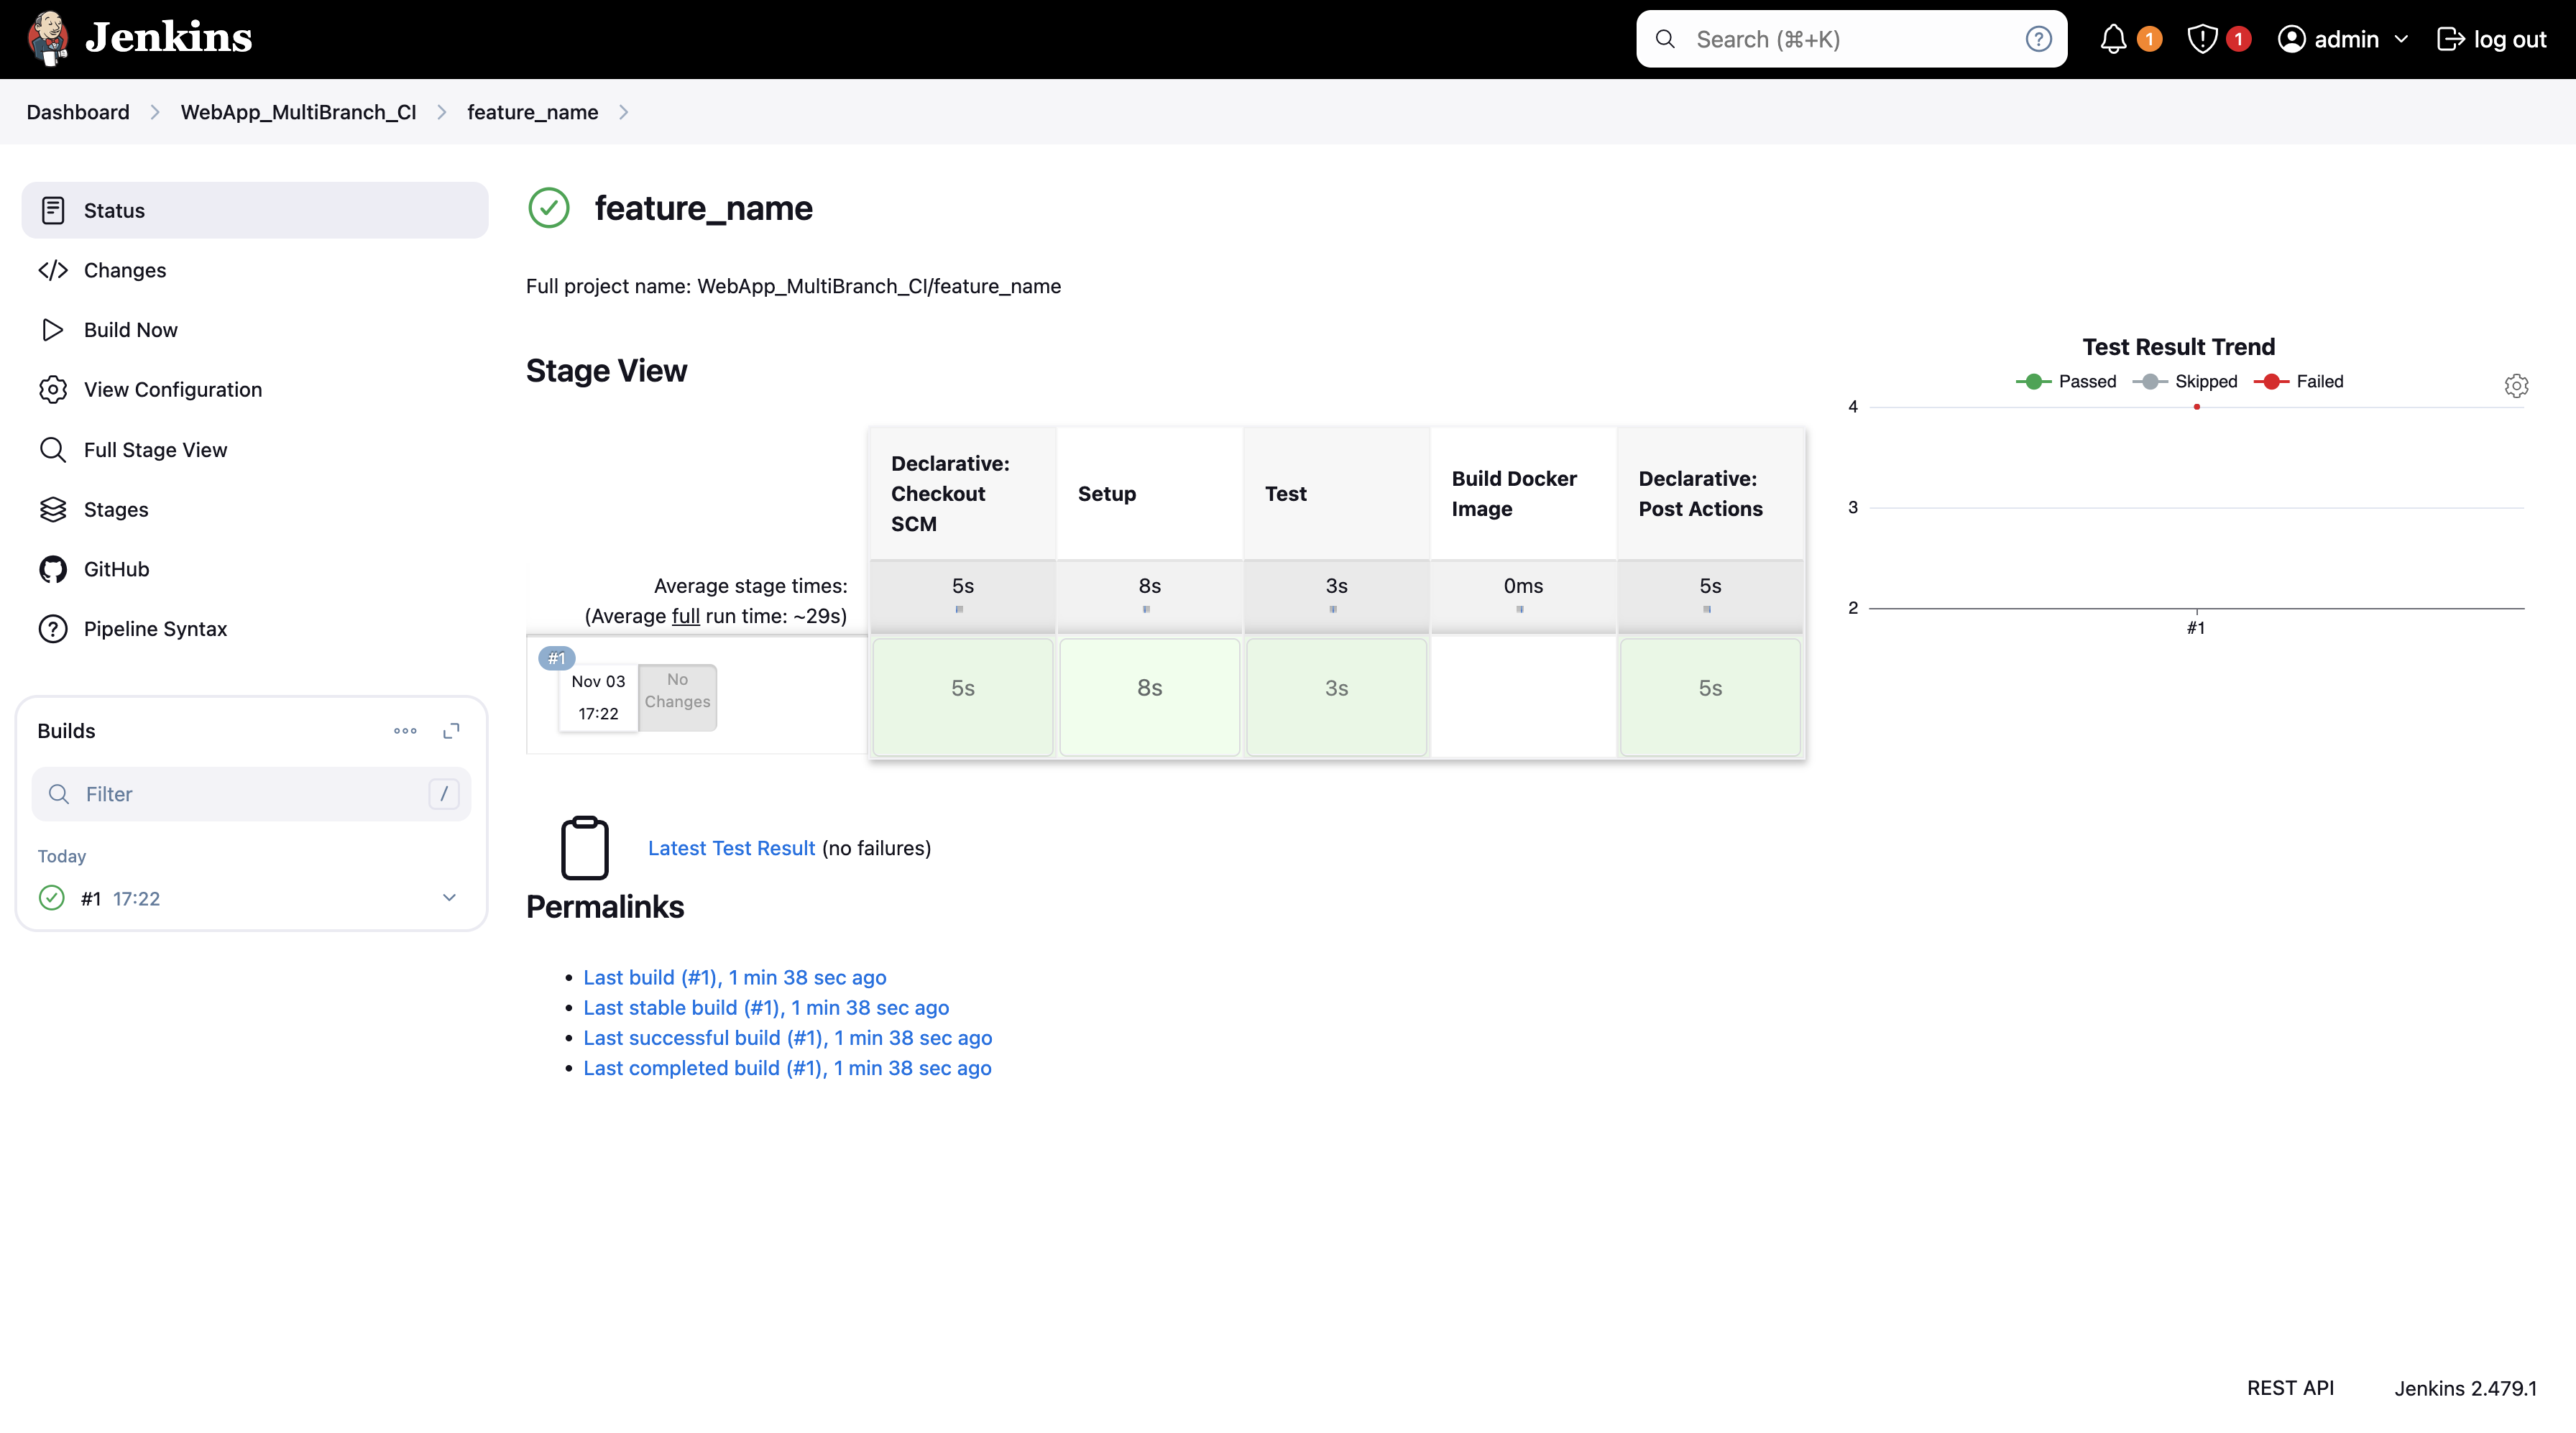 Jenkins
Search (⌘+K)
?
1
1
admin
log out
Dashboard
WebApp_MultiBranch_CI
feature_name
Status
Changes
Build Now
View Configuration
Full Stage View
Stages
GitHub
Pipeline Syntax
Builds
Filter
/
Today
#1 17:22
feature_name
Full project name: WebApp_MultiBranch_CI/feature_name
Stage View
Declarative:
Checkout
SCM
Setup
Test
Build Docker
Image
Declarative:
Post Actions
Average stage times:
(Average full run time: ~29s)
5s
8s
3s
0ms
5s
#1
Nov 03
17:22
No
Changes
5s
8s
3s
5s
Latest Test Result (no failures)
Permalinks
• Last build (#1), 1 min 38 sec ago
• Last stable build (#1), 1 min 38 sec ago
• Last successful build (#1), 1 min 38 sec ago
• Last completed build (#1), 1 min 38 sec ago
Test Result Trend
Passed Skipped Failed
4
3
2
#1
REST API
Jenkins 2.479.1